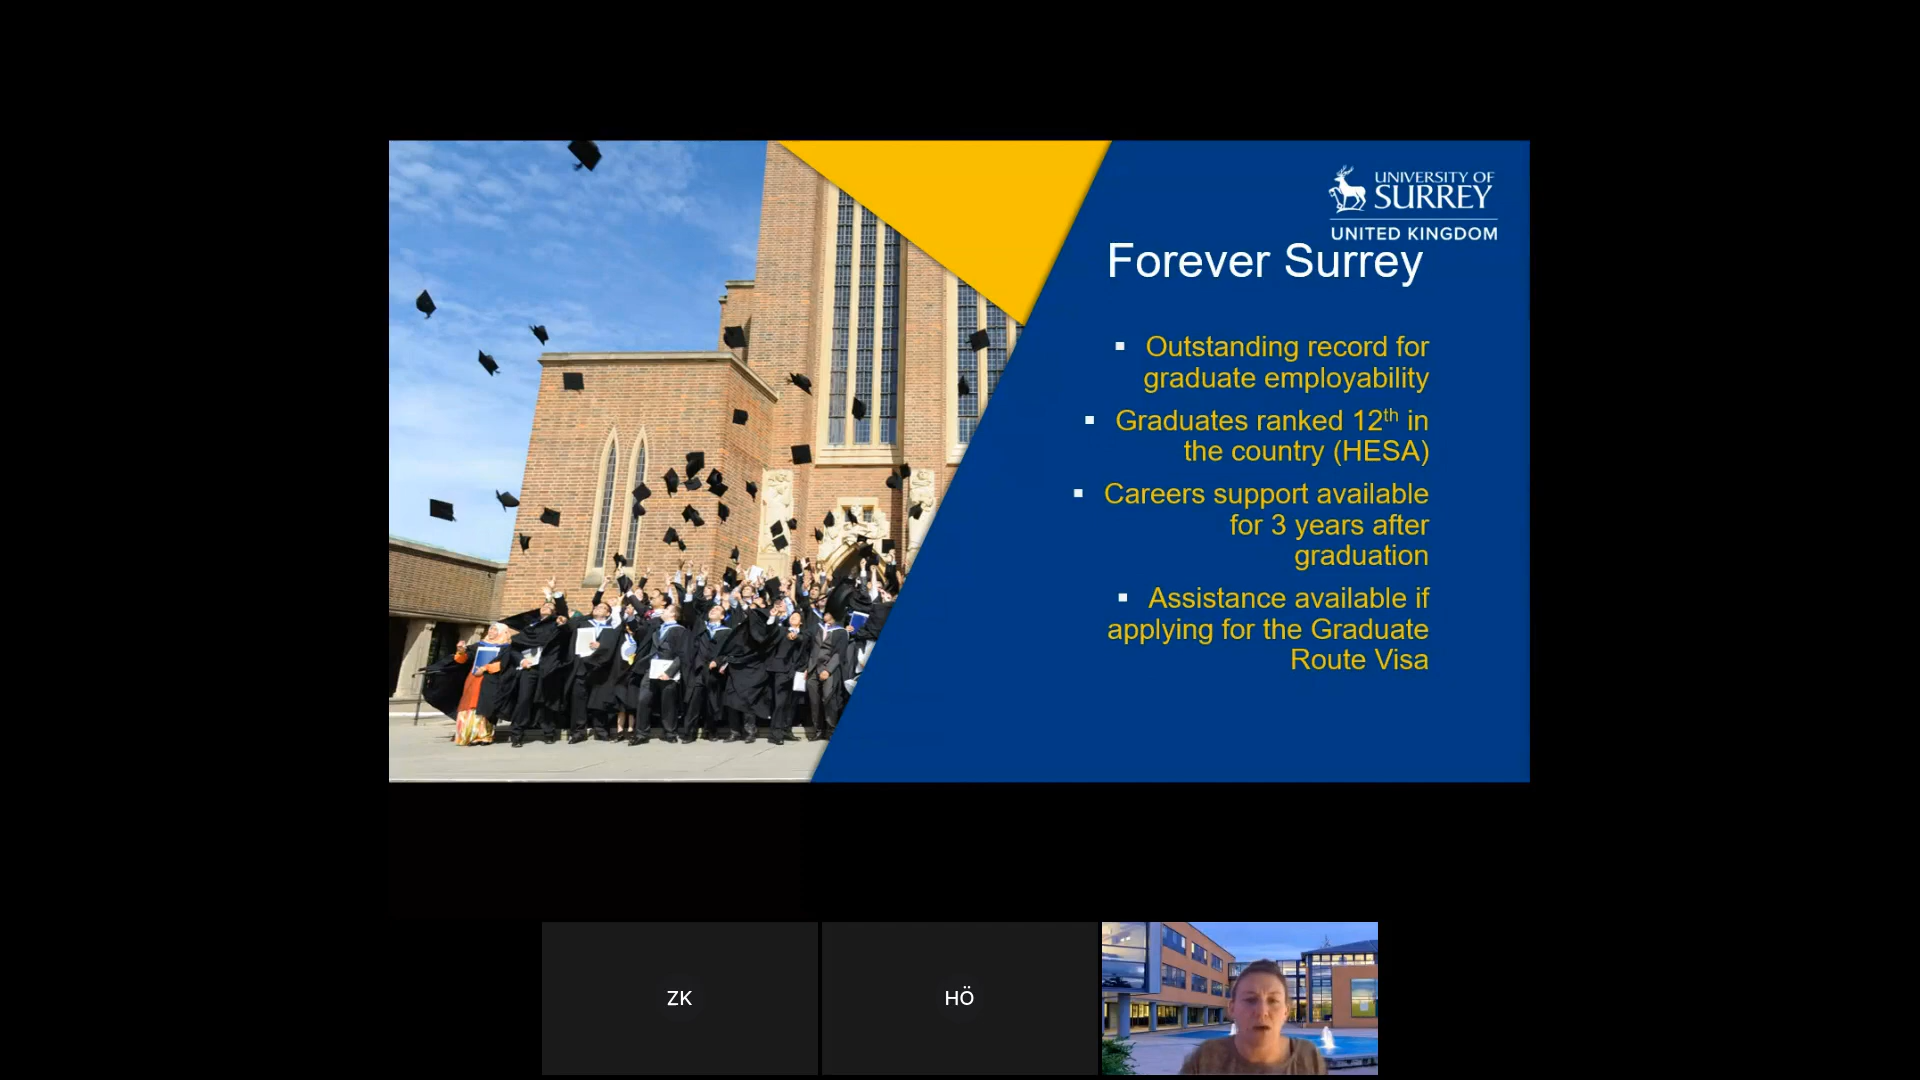 UNIVERSITY OF
SURREY
UNITED KINGDOM
Forever Surrey
▪ Outstanding record for
graduate employability
▪ Graduates ranked 12th in
the country (HESA)
▪ Careers support available
for 3 years after
graduation
▪ Assistance available if
applying for the Graduate
Route Visa
ZK
HÖ